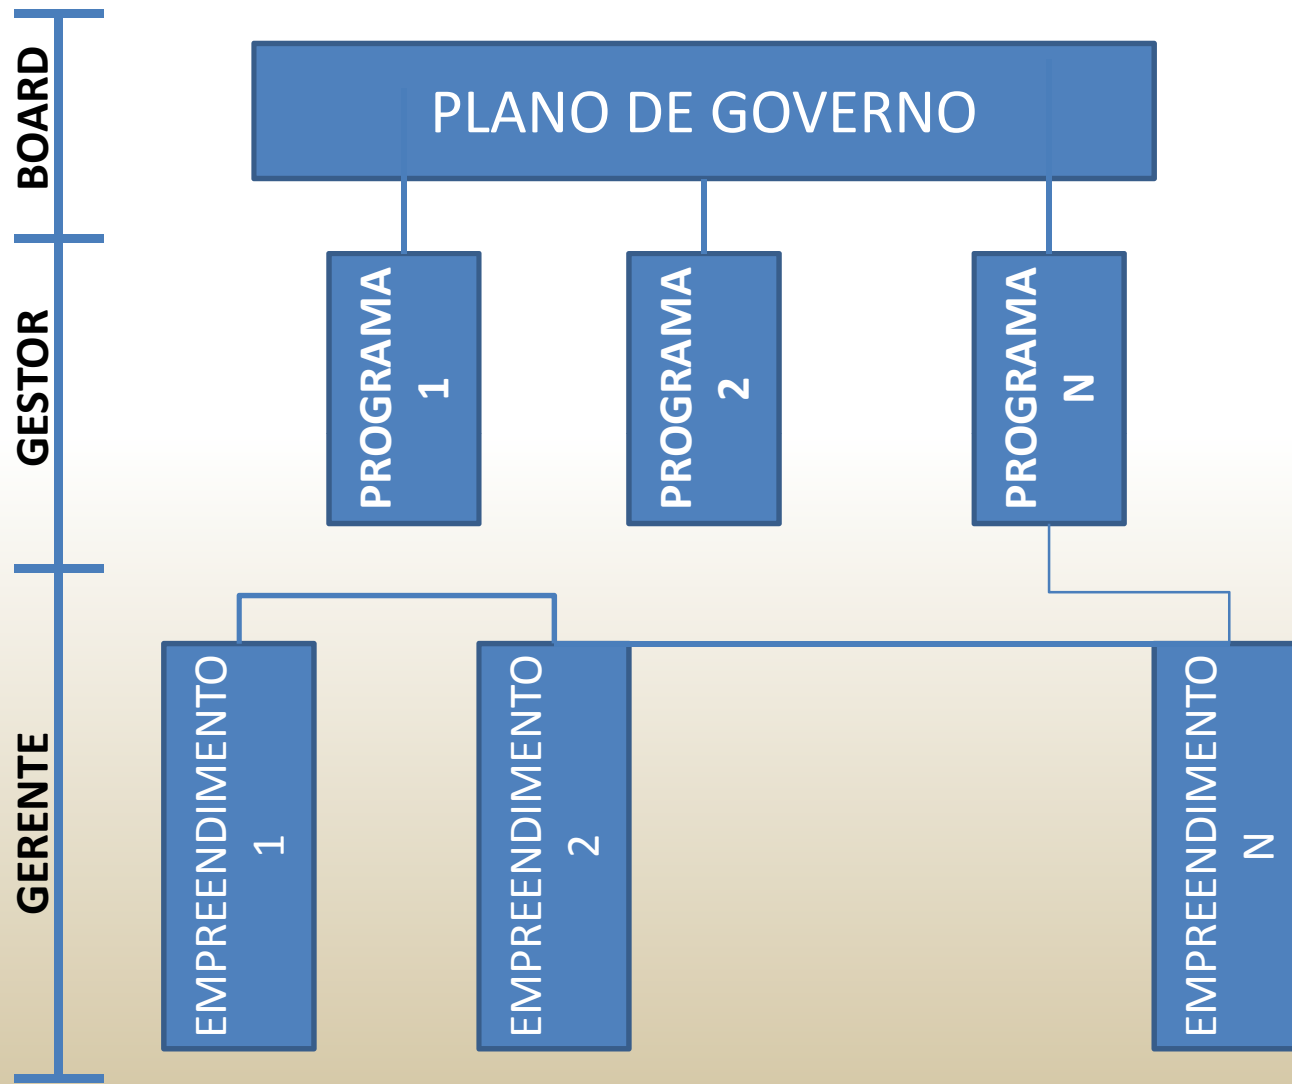 BOARD
PLANO DE GOVERNO
GESTOR
PROGRAMA
1
PROGRAMA
2
PROGRAMA
N
GERENTE
EMPREENDIMENTO
1
EMPREENDIMENTO
2
EMPREENDIMENTO
N